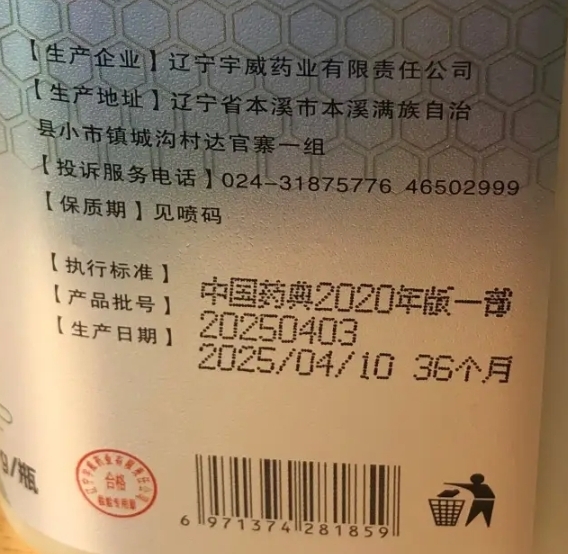 【生产企业】辽宁宇威药业有限责任公司
【生产地址】辽宁省本溪市本溪满族自治
县小市镇城沟村达官寨一组
【投诉服务电话】024-31875776 46502999
【保质期】见喷码
【执行标准】中国药典2020年版一部
【产品批号】20250403
【生产日期】2025/04/10 36个月
9/瓶
合格
6 971374 281859